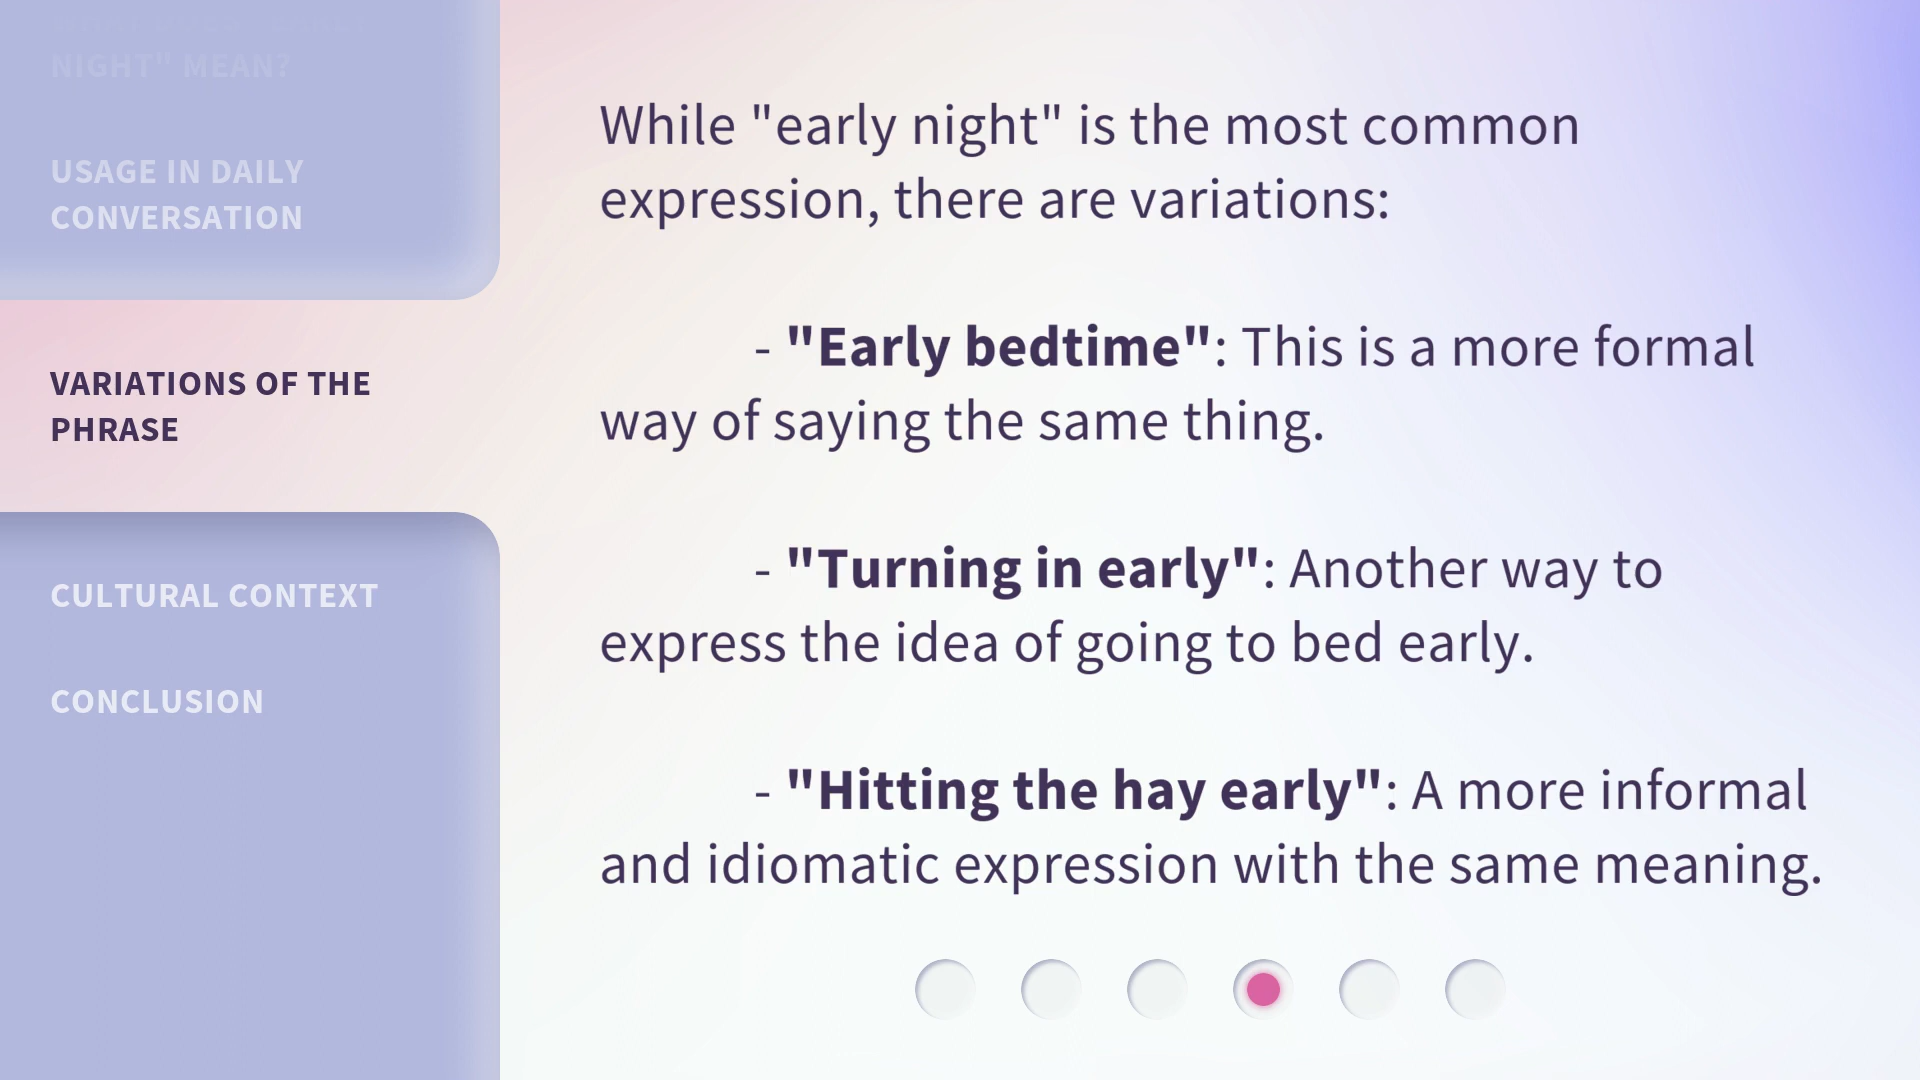 NIGHT" MEAN?
USAGE IN DAILY
CONVERSATION
VARIATIONS OF THE
PHRASE
CULTURAL CONTEXT
CONCLUSION
While "early night" is the most common
expression, there are variations:
- "Early bedtime": This is a more formal
way of saying the same thing.
- "Turning in early": Another way to
express the idea of going to bed early.
- "Hitting the hay early": A more informal
and idiomatic expression with the same meaning.